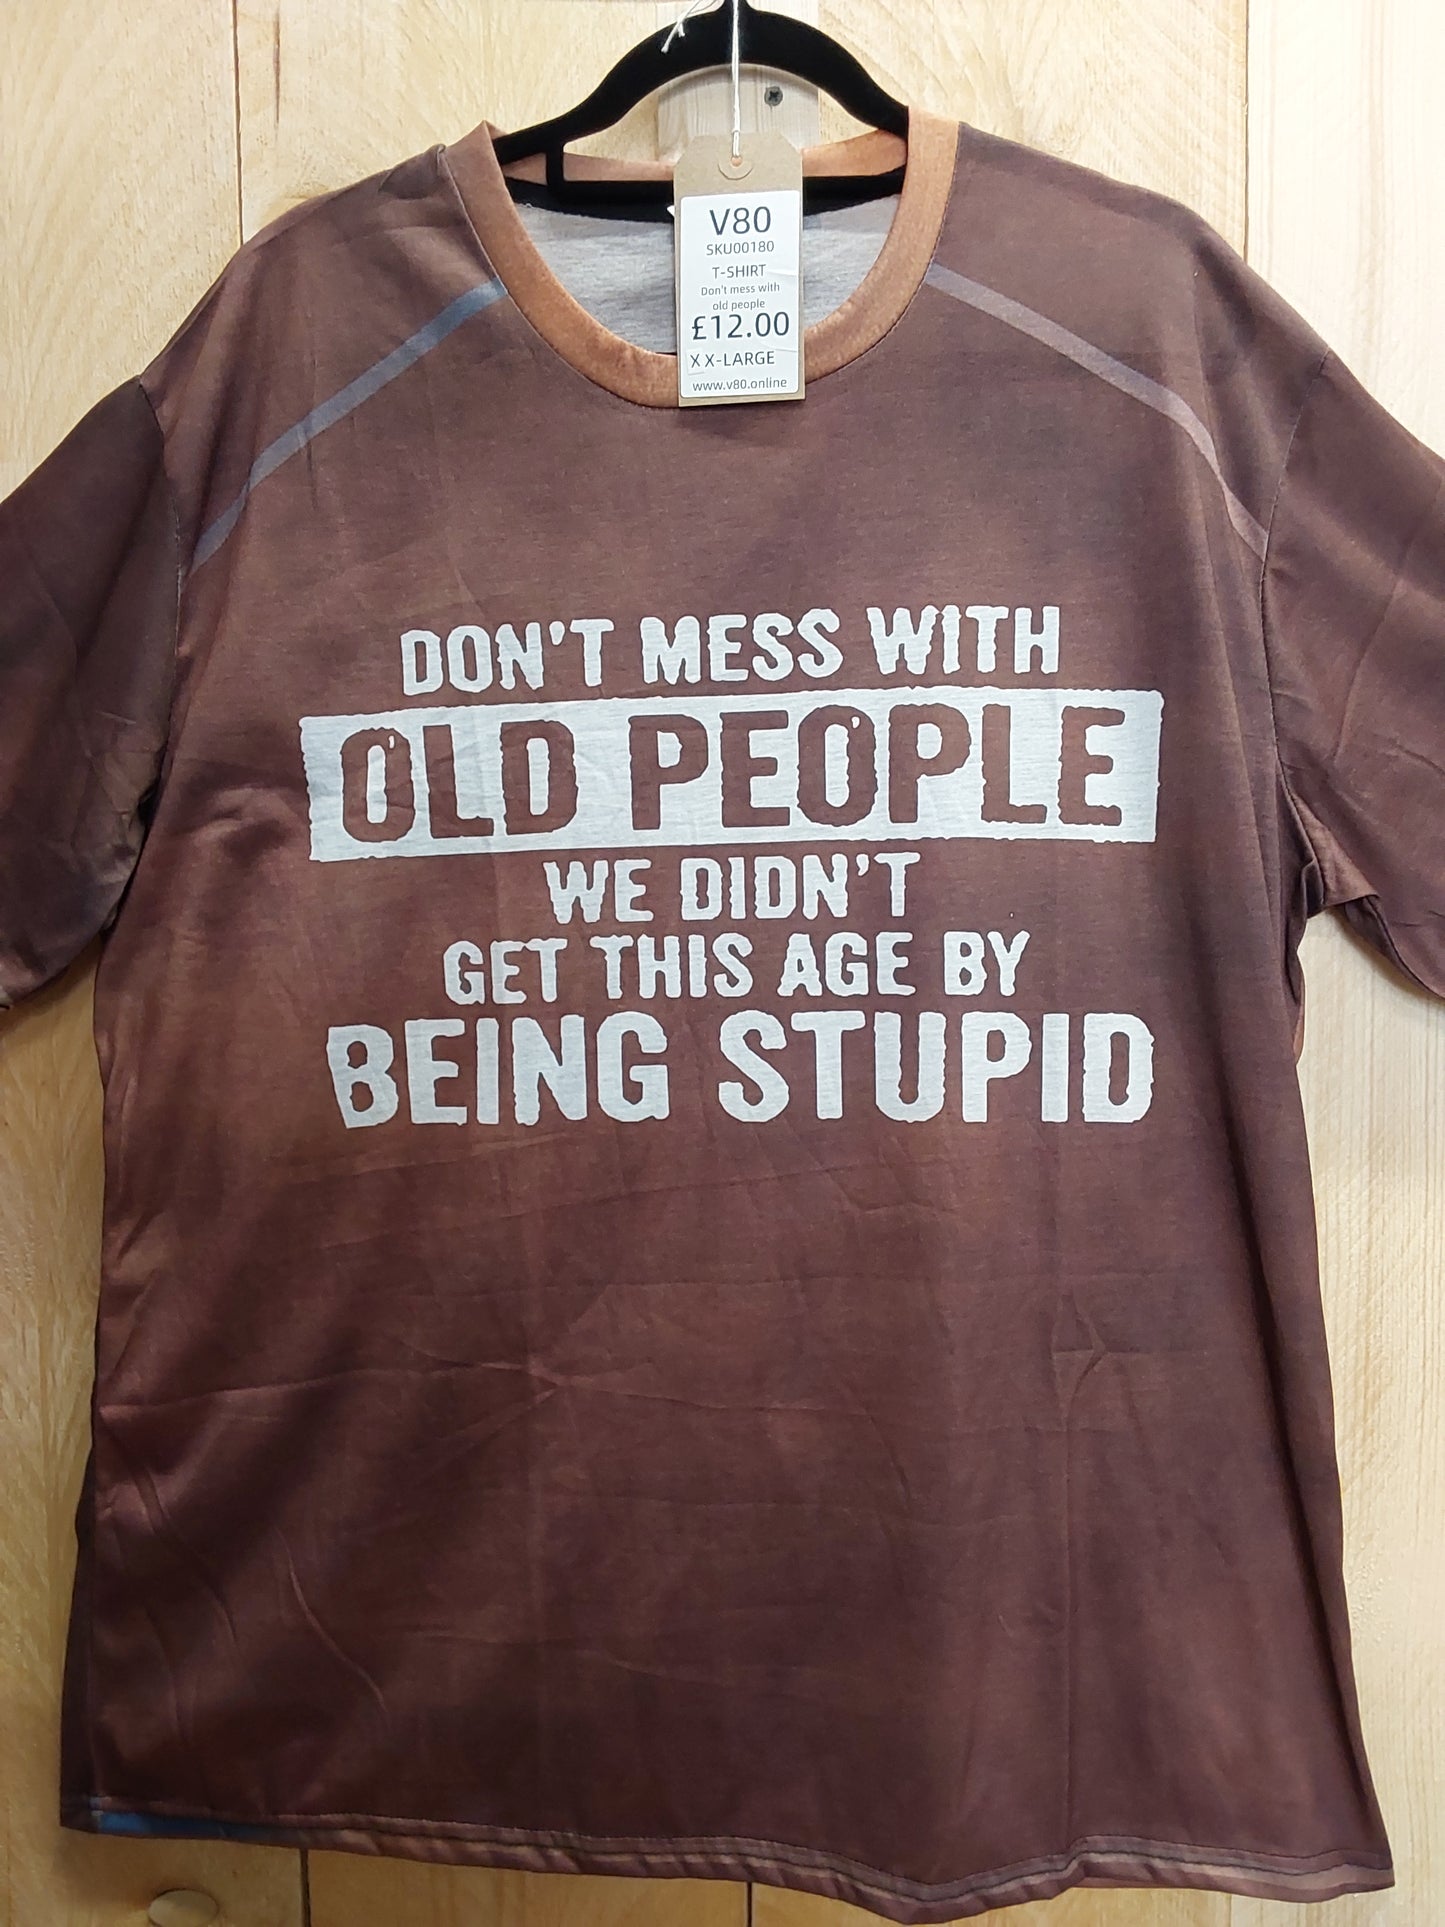 V80
SKU00180
T-SHIRT
Don't mess with
old people
£12.00
X X-LARGE
www.v80.online
DON'T MESS WITH
OLD PEOPLE
WE DIDN'T
GET THIS AGE BY
BEING STUPID